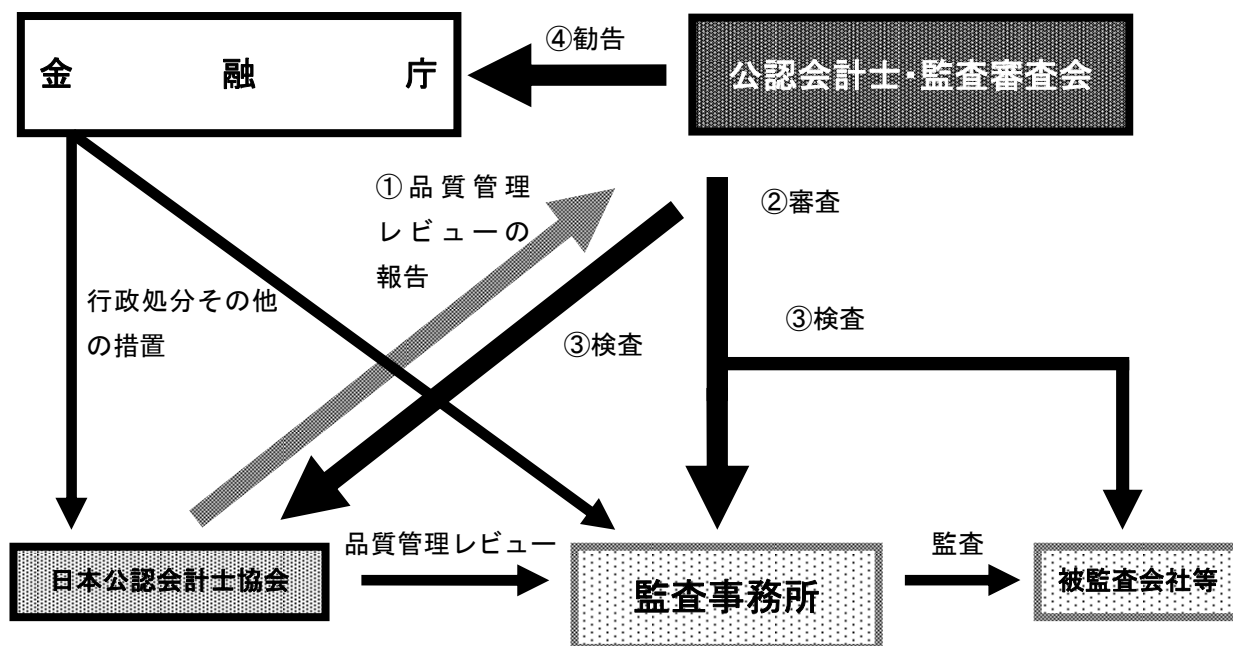 ④勧告
金融庁
公認会計士・監査審査会
①品質管理
レビューの
報告
②審査
行政処分その他
の措置
③検査
③検査
品質管理レビュー
監査
日本公認会計士協会
監査事務所
被監査会社等